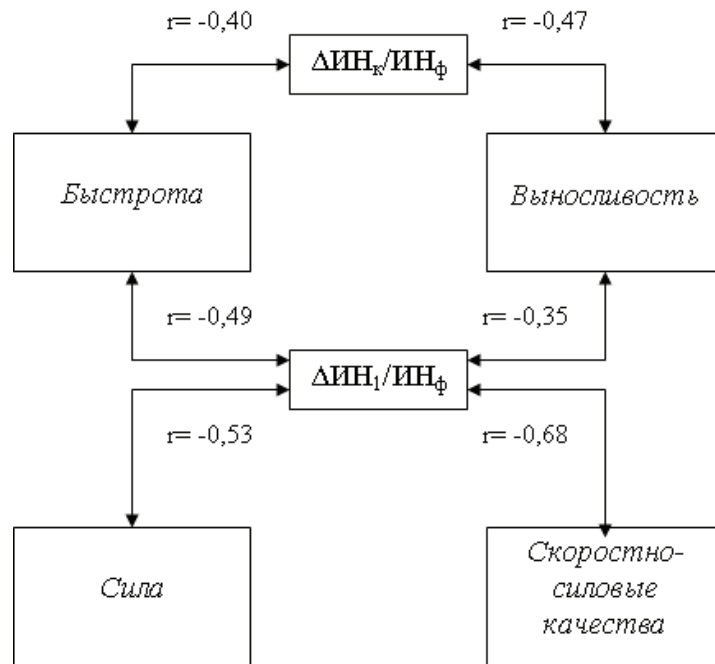 r= -0,40
r= -0,47
ΔИНк/ИНф
Быстрота
Выносливость
r= -0,49
r= -0,35
ΔИН1/ИНф
r= -0,53
r= -0,68
Сила
Скоростно-
силовые
качества